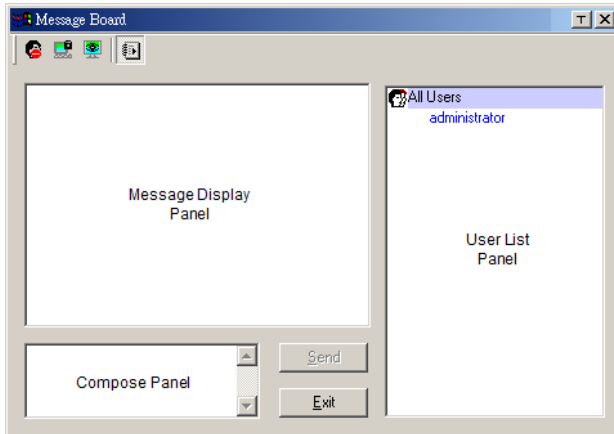 Message Board
All Users
administrator
Message Display
Panel
User List
Panel
Compose Panel
Send
Exit